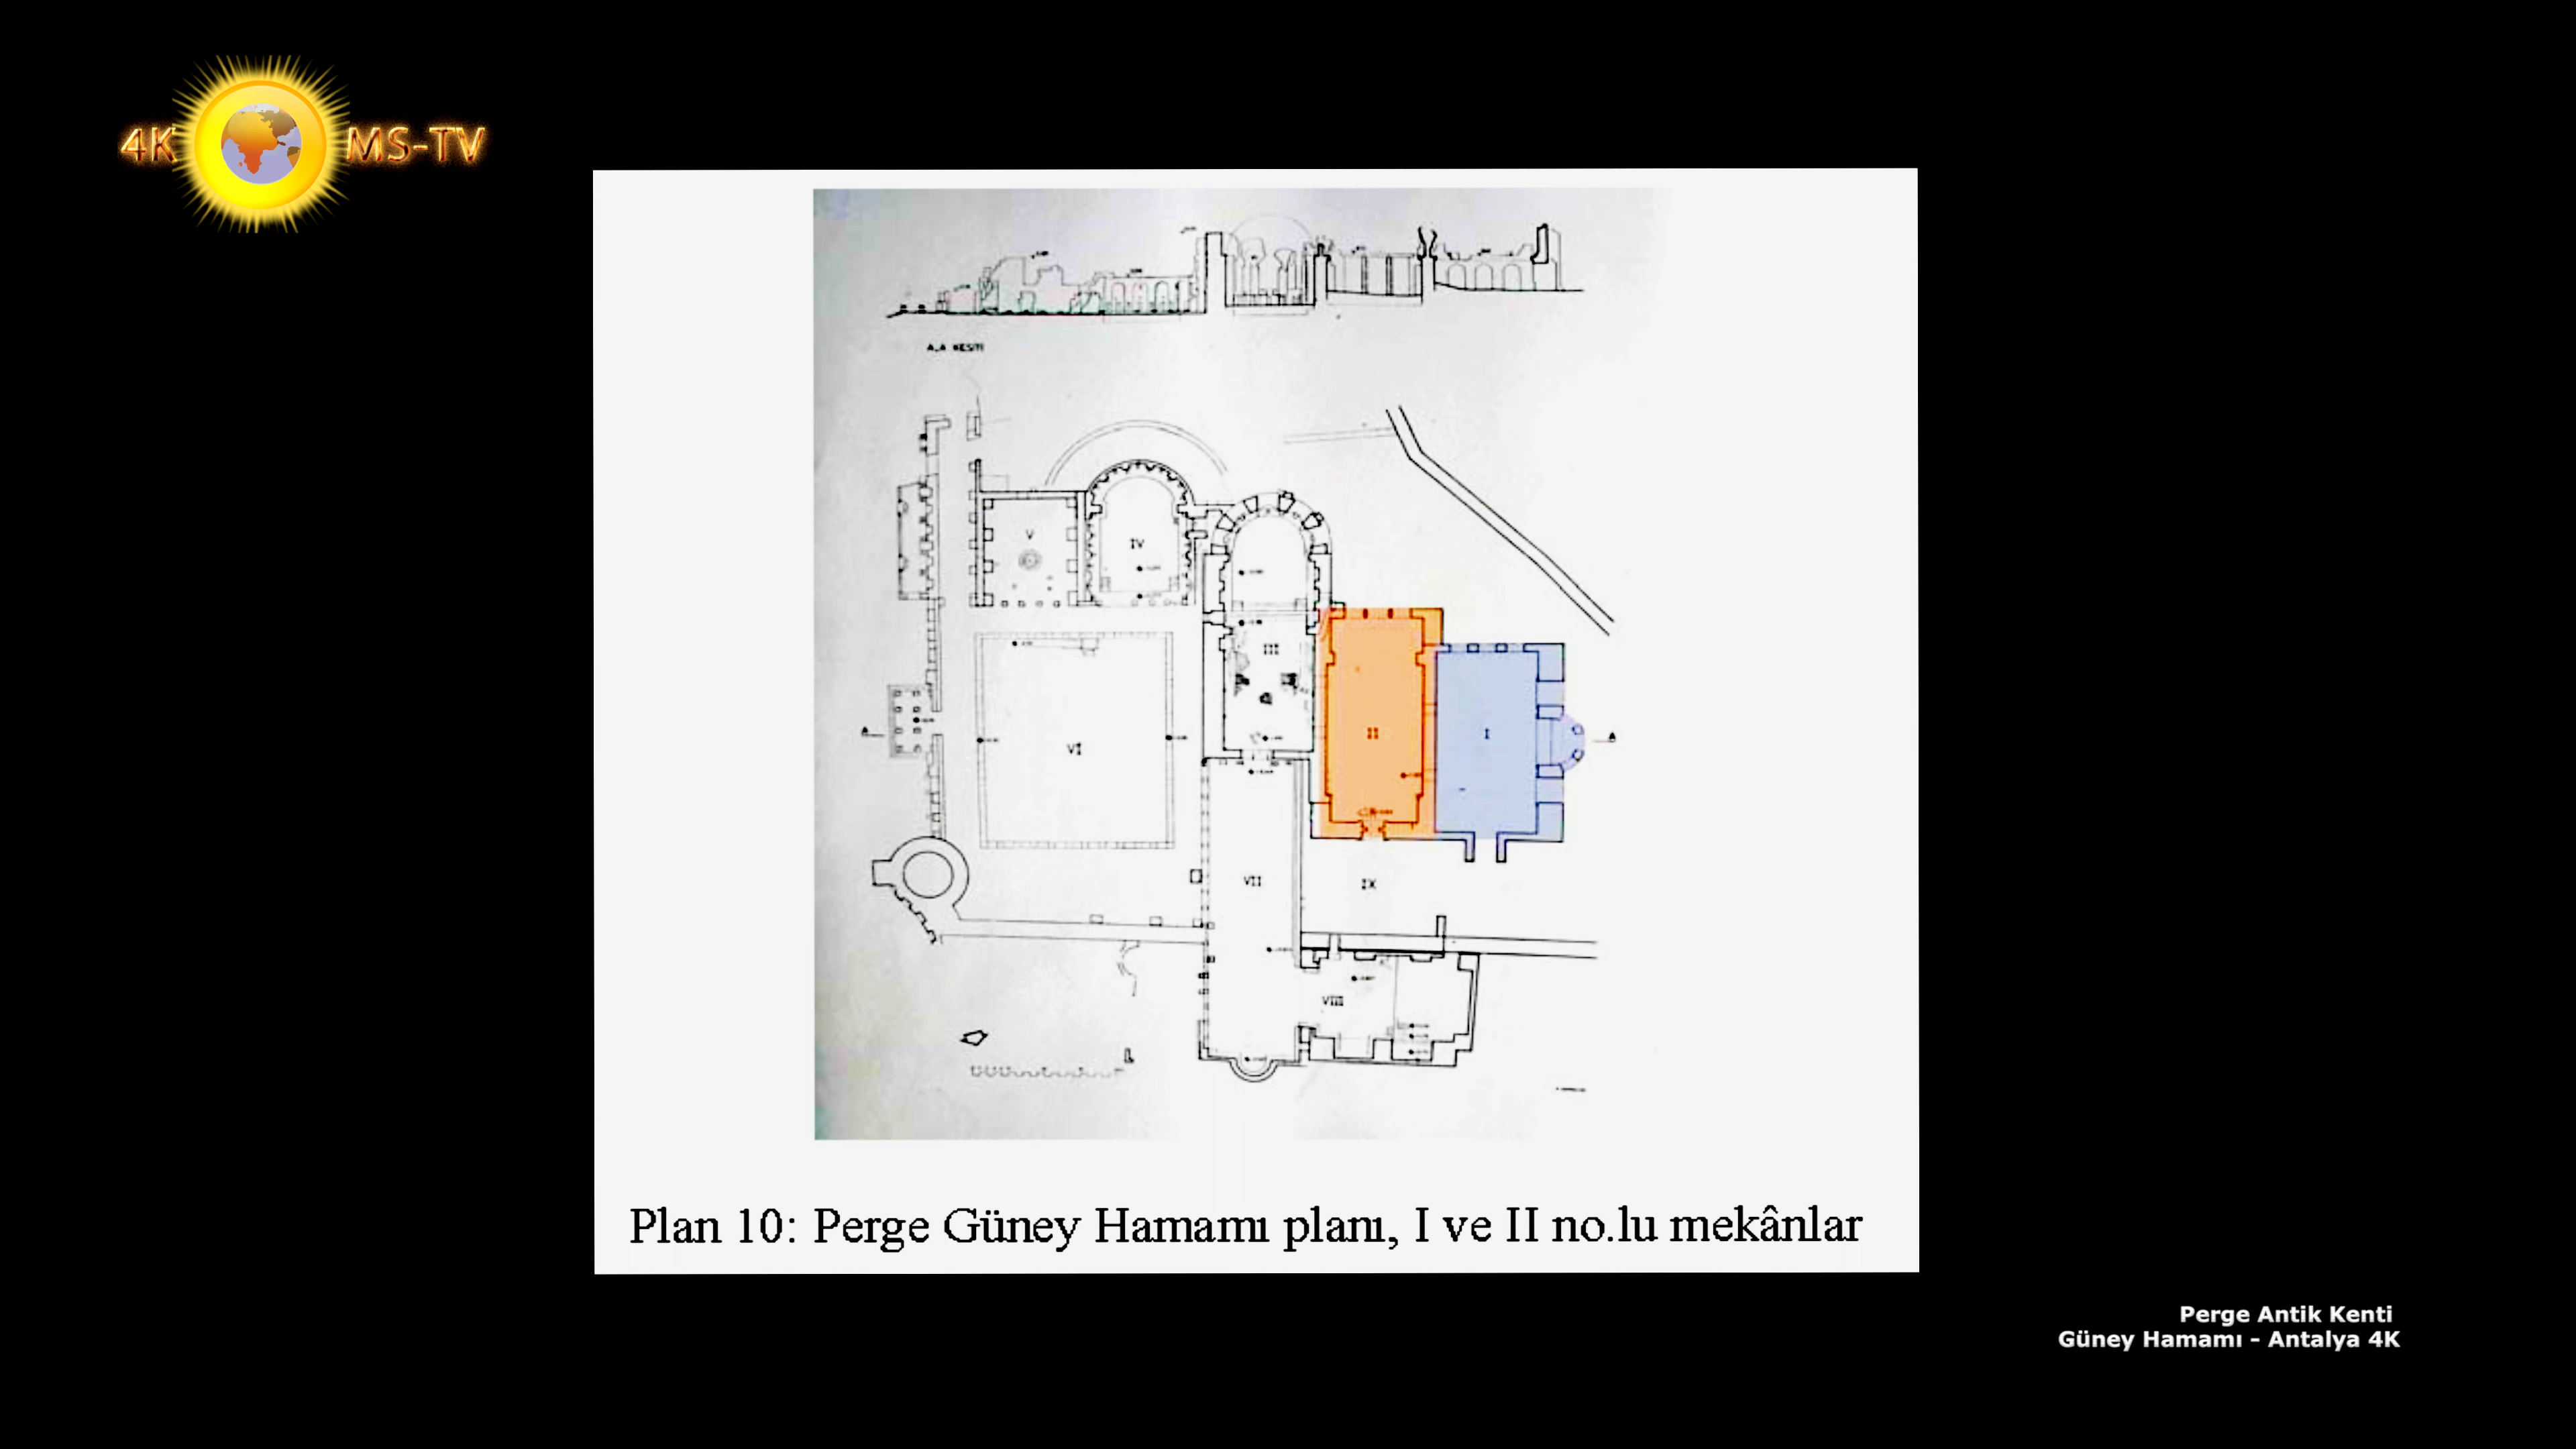 4K MS-TV
A_A KESİTİ
V
IV
III
II
I
A
A
VI
VII
IX
VIII
Plan 10: Perge Güney Hamamı planı, I ve II no.lu mekânlar
Perge Antik Kenti
Güney Hamamı - Antalya 4K